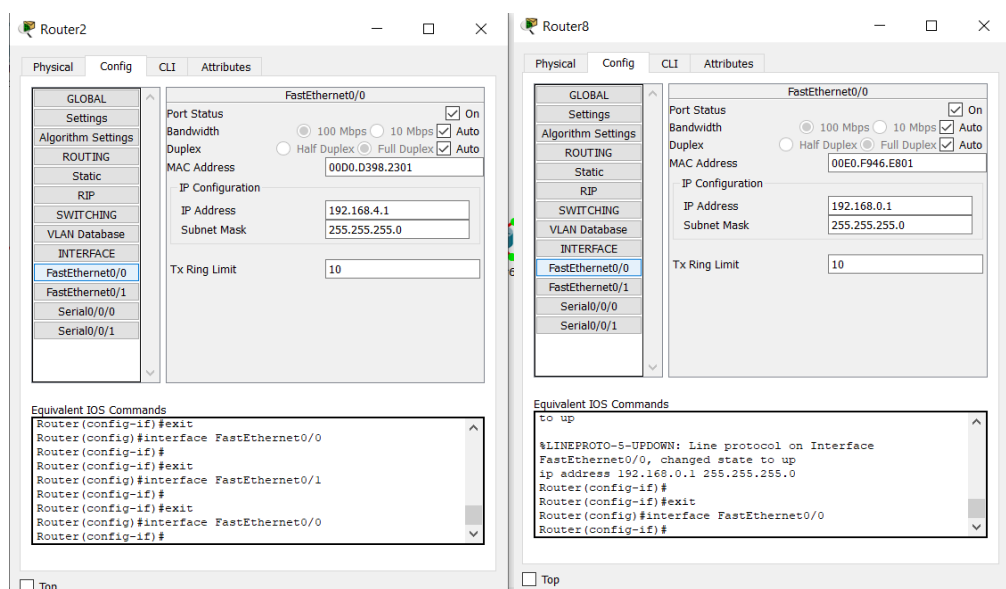 Router2
Physical Config CLI Attributes
GLOBAL
Settings
Algorithm Settings
ROUTING
Static
RIP
SWITCHING
VLAN Database
INTERFACE
FastEthernet0/0
FastEthernet0/1
Serial0/0/0
Serial0/0/1
FastEthernet0/0
Port Status On
Bandwidth 100 Mbps 10 Mbps Auto
Duplex Half Duplex Full Duplex Auto
MAC Address 00D0.D398.2301
IP Configuration
IP Address 192.168.4.1
Subnet Mask 255.255.255.0
Tx Ring Limit 10
Equivalent IOS Commands
Router(config-if)#exit
Router(config)#interface FastEthernet0/0
Router(config-if)#
Router(config-if)#exit
Router(config)#interface FastEthernet0/1
Router(config-if)#
Router(config-if)#exit
Router(config)#interface FastEthernet0/0
Router(config-if)#
Top
Router8
Physical Config CLI Attributes
GLOBAL
Settings
Algorithm Settings
ROUTING
Static
RIP
SWITCHING
VLAN Database
INTERFACE
FastEthernet0/0
FastEthernet0/1
Serial0/0/0
Serial0/0/1
FastEthernet0/0
Port Status On
Bandwidth 100 Mbps 10 Mbps Auto
Duplex Half Duplex Full Duplex Auto
MAC Address 00E0.F946.E801
IP Configuration
IP Address 192.168.0.1
Subnet Mask 255.255.255.0
Tx Ring Limit 10
Equivalent IOS Commands
to up
%LINEPROTO-5-UPDOWN: Line protocol on Interface
FastEthernet0/0, changed state to up
ip address 192.168.0.1 255.255.255.0
Router(config-if)#
Router(config-if)#exit
Router(config)#interface FastEthernet0/0
Router(config-if)#
Top